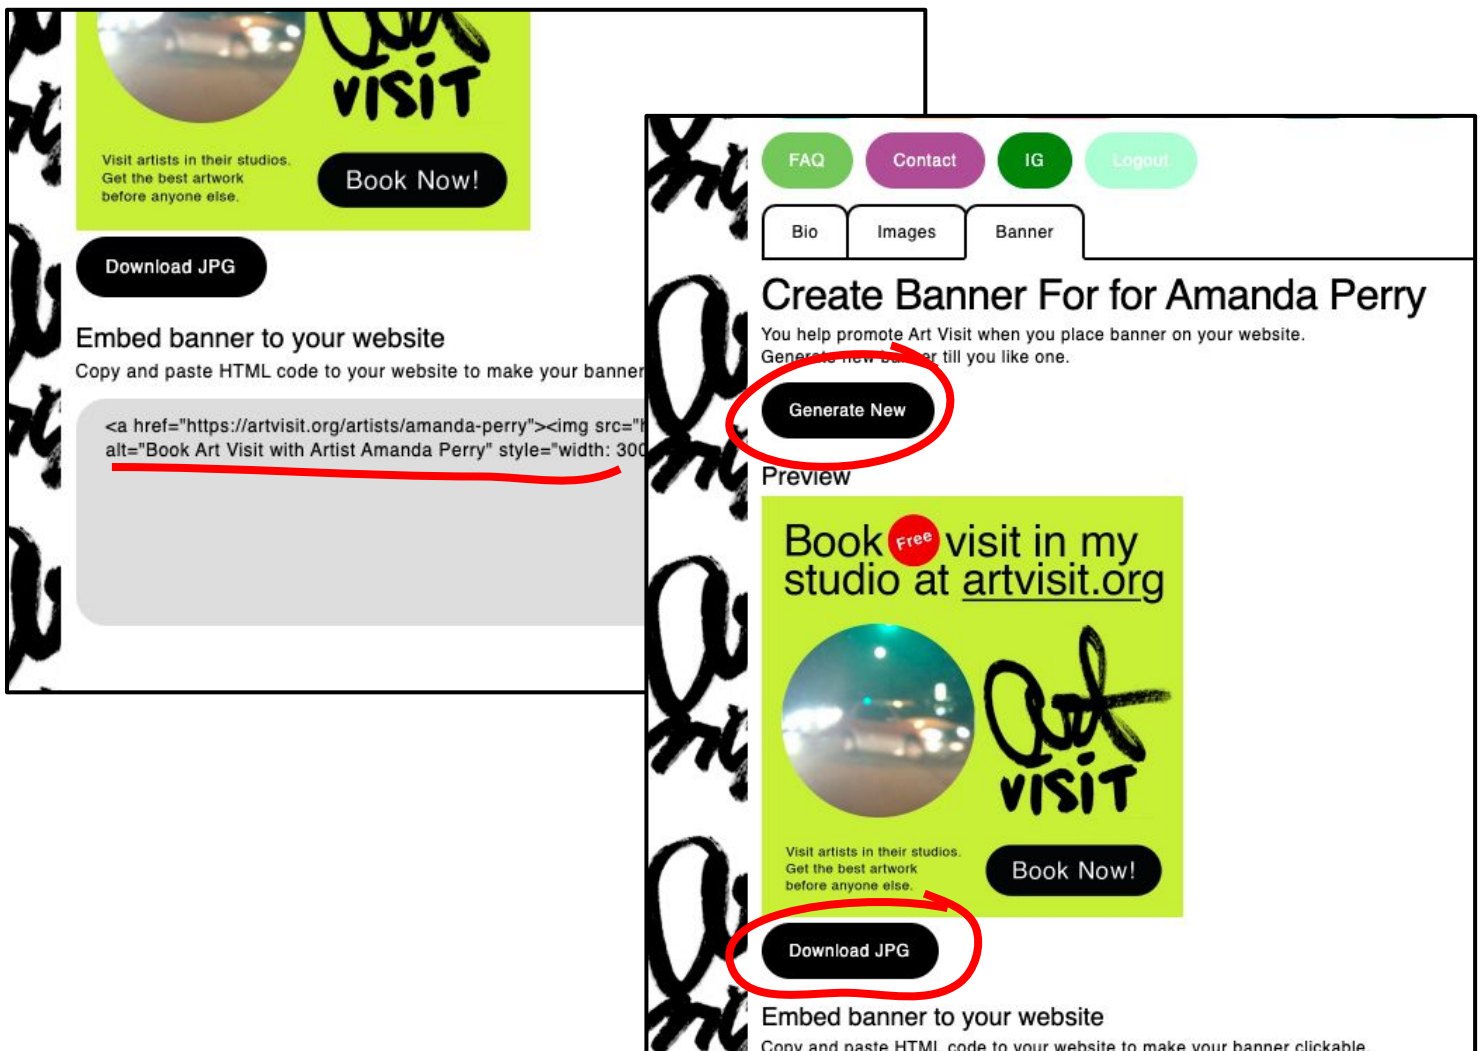 art
VISIT
Visit artists in their studios.
Get the best artwork
before anyone else.
Book Now!
Download JPG
Embed banner to your website
Copy and paste HTML code to your website to make your banner
<a href="https://artvisit.org/artists/amanda-perry"><img src="h
alt="Book Art Visit with Artist Amanda Perry" style="width: 300
FAQ
Contact
IG
Logout
Bio
Images
Banner
Create Banner For for Amanda Perry
You help promote Art Visit when you place banner on your website.
Generate new banner till you like one.
Generate New
Preview
Book Free visit in my
studio at artvisit.org
art
VISIT
Visit artists in their studios.
Get the best artwork
before anyone else.
Book Now!
Download JPG
Embed banner to your website
Copy and paste HTML code to your website to make your banner clickable.